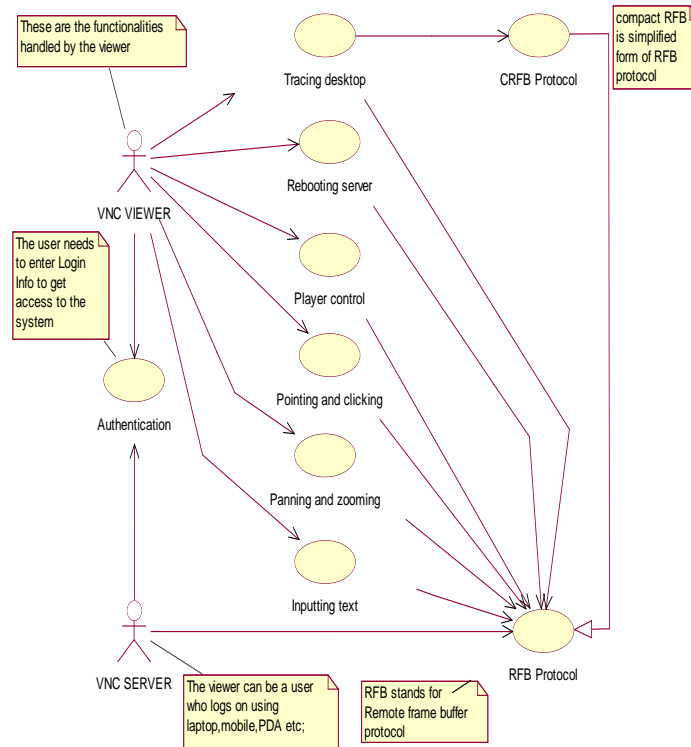 These are the functionalities
handled by the viewer
compact RFB
is simplified
form of RFB
protocol
Tracing desktop
CRFB Protocol
Rebooting server
VNC VIEWER
The user needs
to enter Login
Info to get
access to the
system
Player control
Pointing and clicking
Authentication
Panning and zooming
Inputting text
RFB Protocol
VNC SERVER
The viewer can be a user
who logs on using
laptop,mobile,PDA etc;
RFB stands for
Remote frame buffer
protocol